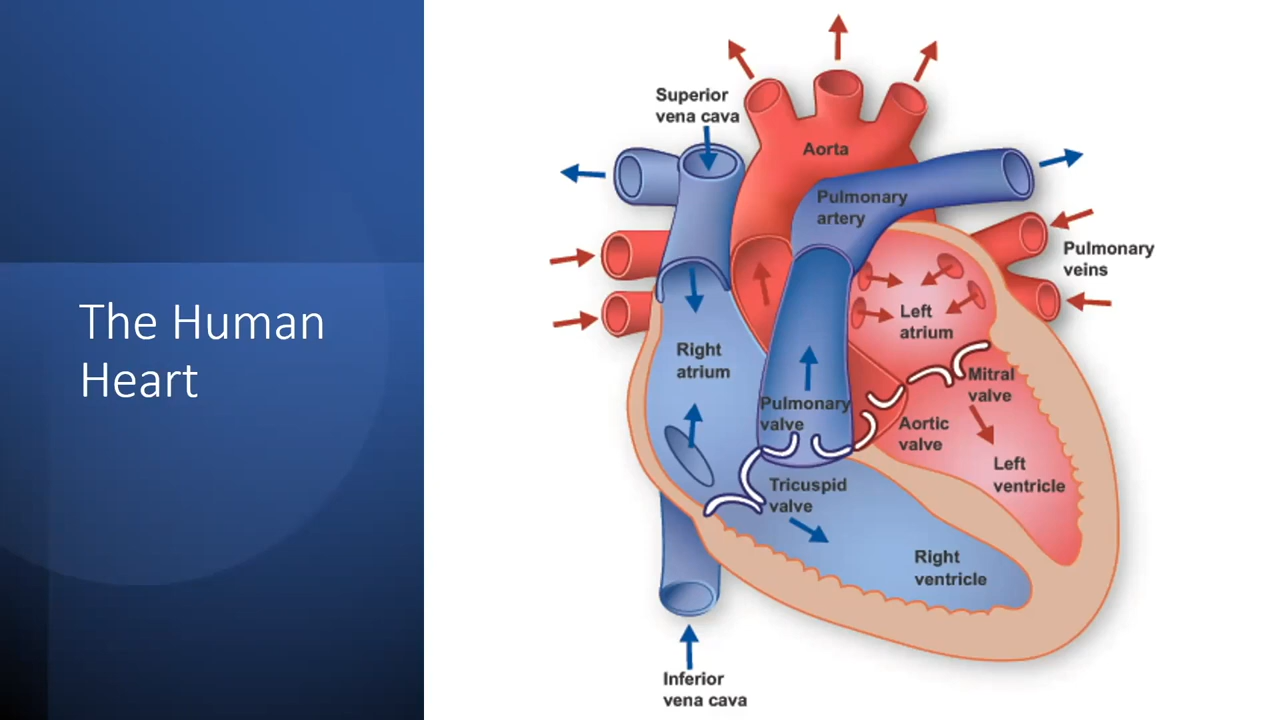 The Human
Heart
Superior
vena cava
Aorta
Pulmonary
artery
Pulmonary
veins
Left
atrium
Right
atrium
Mitral
valve
Pulmonary
valve
Aortic
valve
Left
ventricle
Tricuspid
valve
Right
ventricle
Inferior
vena cava